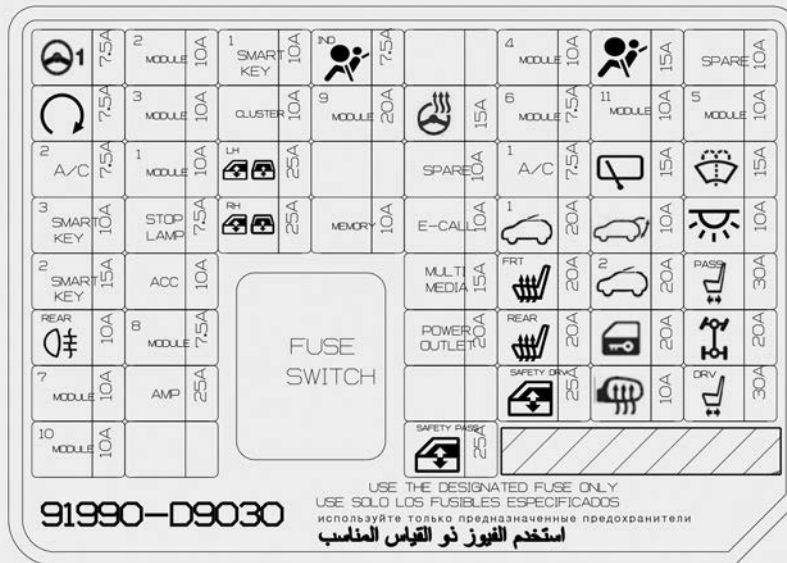 1 7.5A 2 MODULE 10A 1 SMART KEY 10A IND 7.5A 4 MODULE 10A 15A SPARE 10A
7.5A 3 MODULE 10A CLUSTER 10A 9 MODULE 20A 15A 6 MODULE 7.5A 11 MODULE 10A 5 MODULE 10A
2 A/C 7.5A 1 MODULE 10A LH 25A SPARE 10A 1 A/C 7.5A 15A 15A
3 SMART KEY 10A STOP LAMP 7.5A RH 25A MEMORY 10A E-CALL 10A 1 20A 10A 10A
2 SMART KEY 15A ACC 10A MULTI MEDIA 15A FRT 20A 2 20A PASS 30A
REAR 10A 8 MODULE 7.5A POWER OUTLET 20A REAR 20A 20A 20A
FUSE
SWITCH
7 MODULE 10A AMP 25A SAFETY DRV 25A 10A DRV 30A
10 MODULE 10A SAFETY PASS 25A
91990-D9030
USE THE DESIGNATED FUSE ONLY
USE SOLO LOS FUSIBLES ESPECIFICADOS
используйте только предназначенные предохранители
استخدم الفيوز ذو القياس المناسب